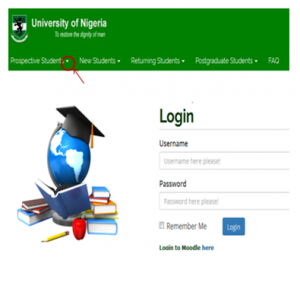 University of Nigeria
To restore the dignity of man
Prospective Students New Students Returning Students Postgraduate Students FAQ
Login
Username
Username here please!
Password
Password here please!
Remember Me Login
Login to Moodle here